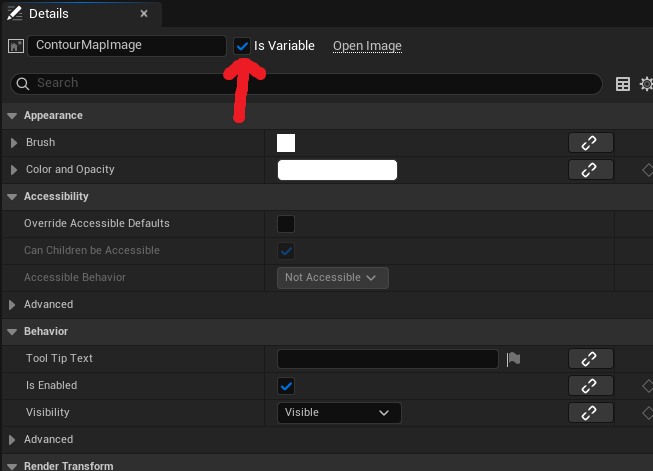 Details
ContourMapImage Is Variable Open Image
Search
Appearance
Brush
Color and Opacity
Accessibility
Override Accessible Defaults
Can Children be Accessible
Accessible Behavior Not Accessible
Advanced
Behavior
Tool Tip Text
Is Enabled
Visibility Visible
Advanced
Render Transform